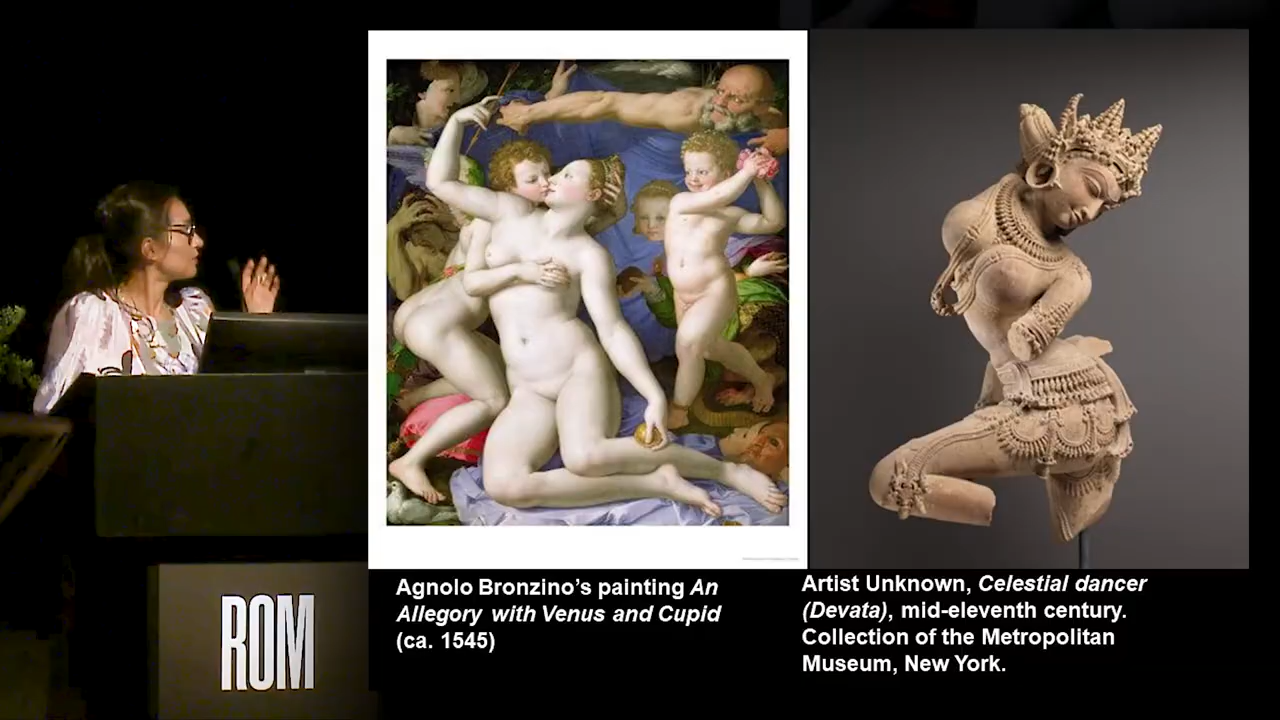 ROM
Agnolo Bronzino’s painting An
Allegory with Venus and Cupid
(ca. 1545)
Artist Unknown, Celestial dancer
(Devata), mid-eleventh century.
Collection of the Metropolitan
Museum, New York.